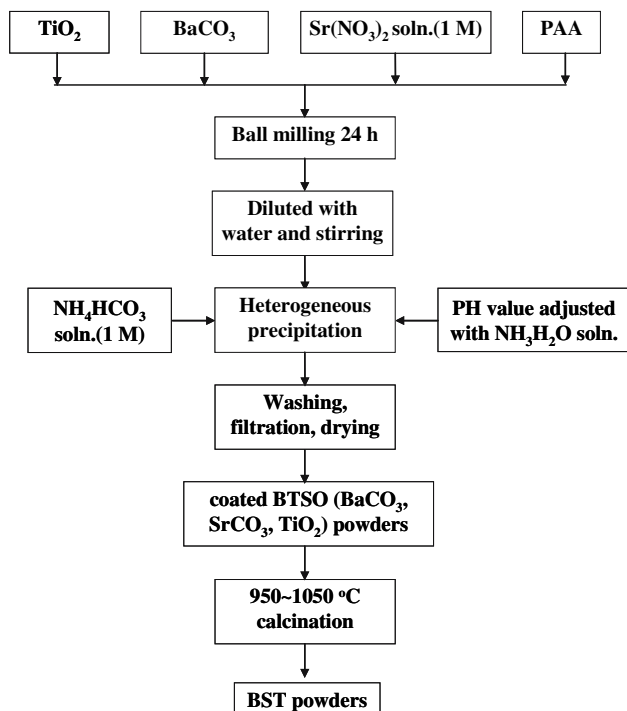 TiO₂
BaCO₃
Sr(NO₃)₂ soln.(1 M)
PAA
Ball milling 24 h
Diluted with
water and stirring
NH₄HCO₃
soln.(1 M)
Heterogeneous
precipitation
PH value adjusted
with NH₃H₂O soln.
Washing,
filtration, drying
coated BTSO (BaCO₃,
SrCO₃, TiO₂) powders
950~1050 °C
calcination
BST powders